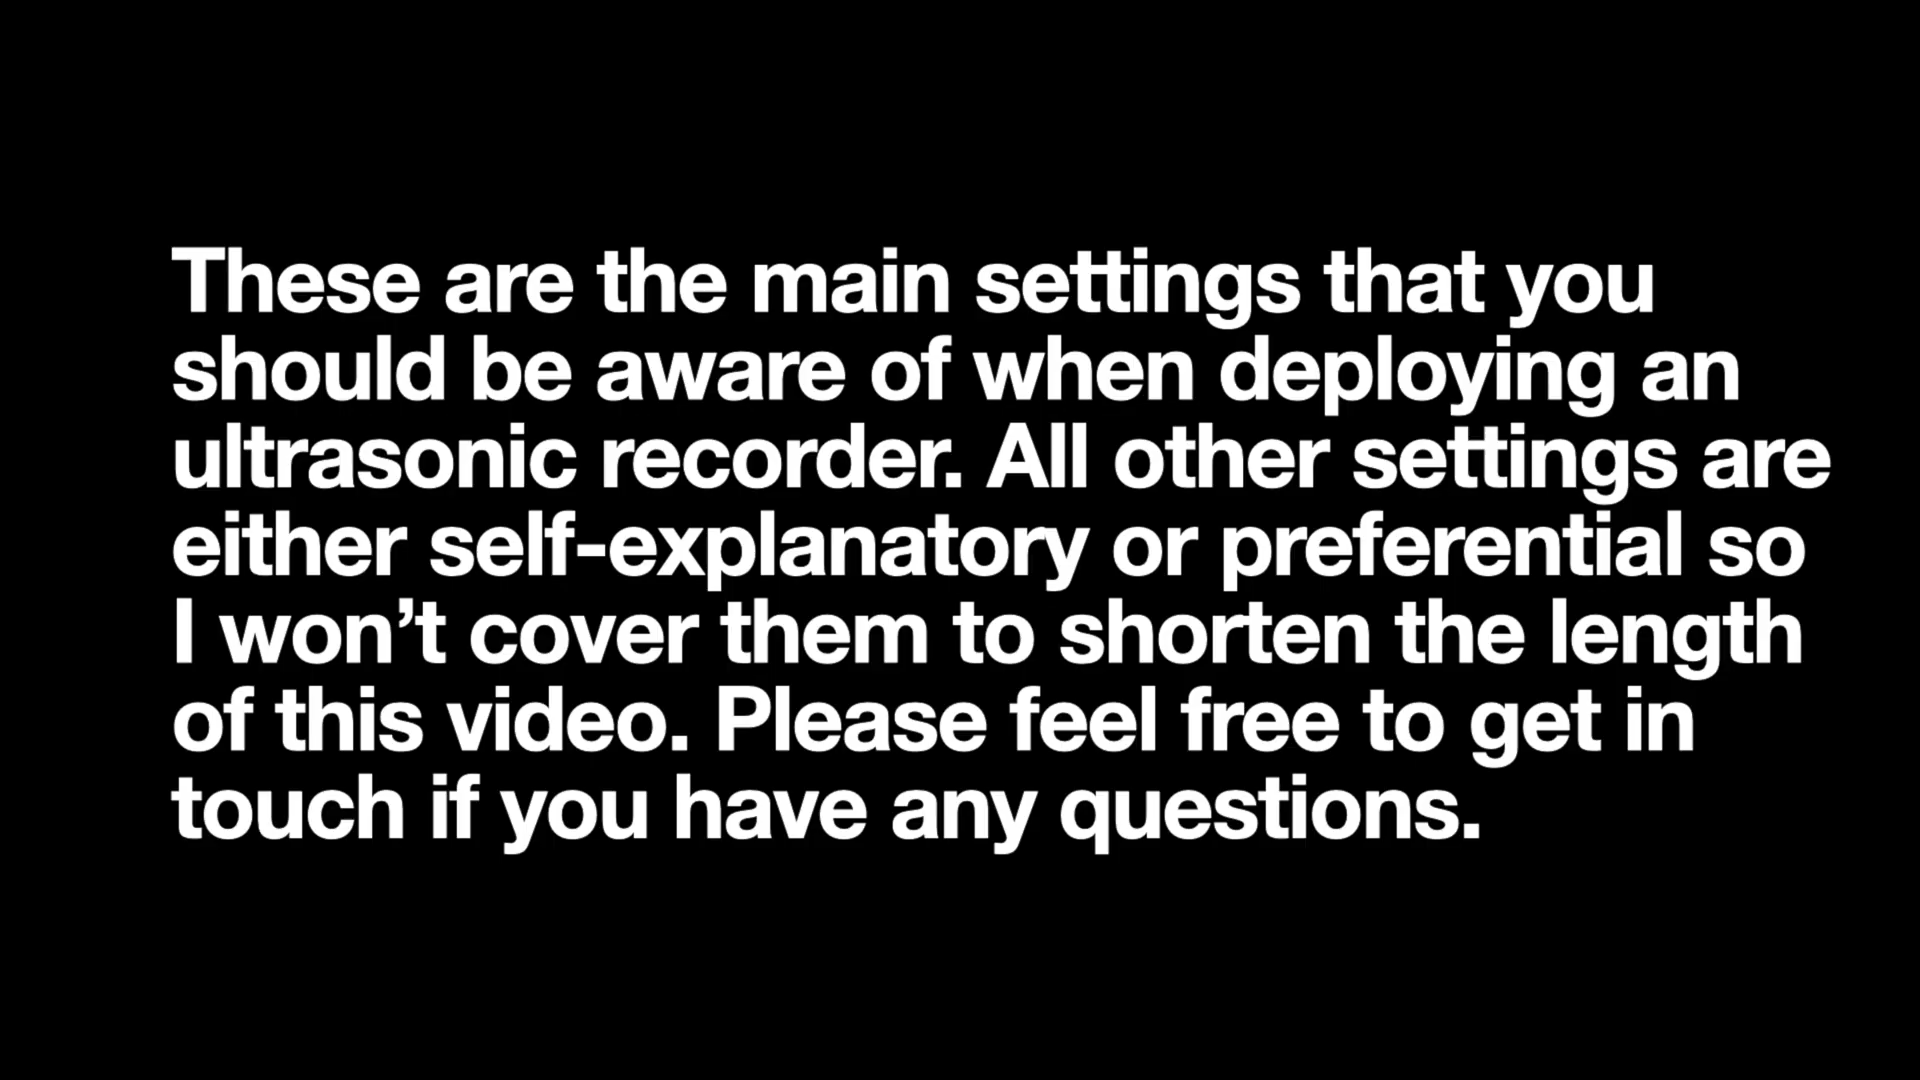 These are the main settings that you
should be aware of when deploying an
ultrasonic recorder. All other settings are
either self-explanatory or preferential so
I won’t cover them to shorten the length
of this video. Please feel free to get in
touch if you have any questions.